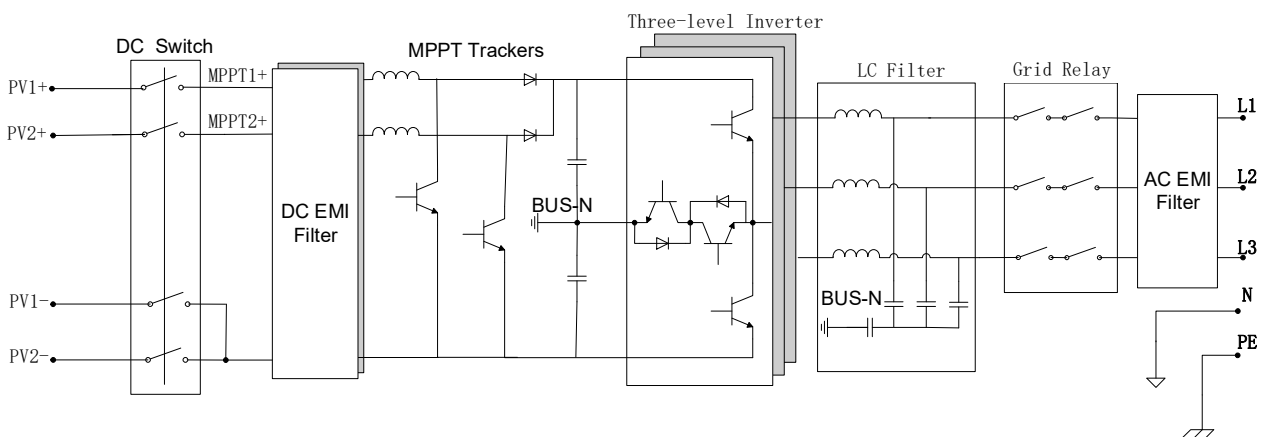 Three-level Inverter
DC  Switch
MPPT Trackers
LC Filter
Grid Relay
PV1+
MPPT1+
PV2+
MPPT2+
L1
L2
L3
DC EMI
Filter
BUS-N
AC EMI
Filter
PV1-
BUS-N
N
PV2-
PE